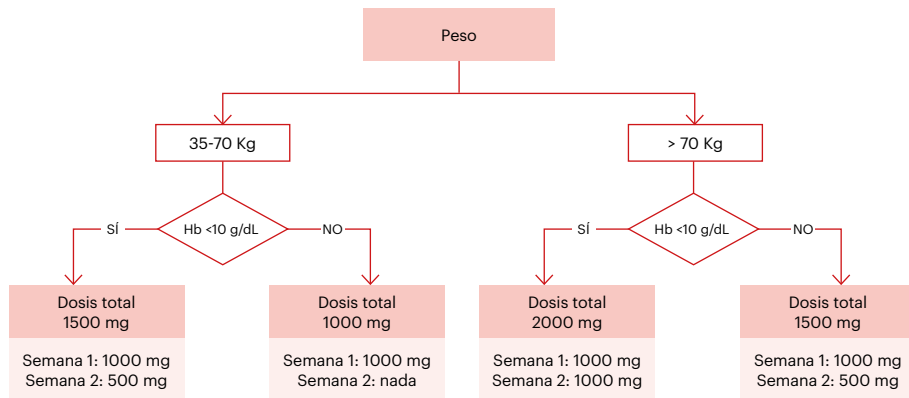 Peso
35-70 Kg
> 70 Kg
SÍ
Hb <10 g/dL
NO
SÍ
Hb <10 g/dL
NO
Dosis total
1500 mg
Semana 1: 1000 mg
Semana 2: 500 mg
Dosis total
1000 mg
Semana 1: 1000 mg
Semana 2: nada
Dosis total
2000 mg
Semana 1: 1000 mg
Semana 2: 1000 mg
Dosis total
1500 mg
Semana 1: 1000 mg
Semana 2: 500 mg